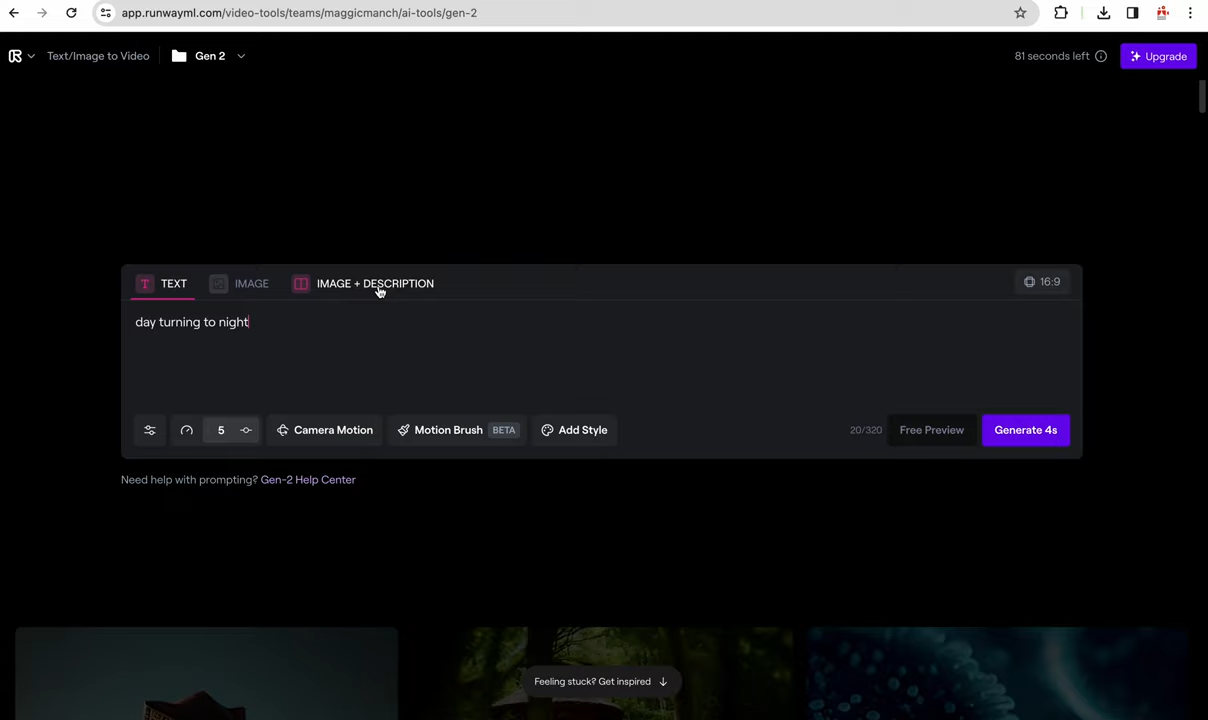 app.runwayml.com/video-tools/teams/maggicmanch/ai-tools/gen-2
Text/Image to Video Gen 2 81 seconds left Upgrade
T TEXT IMAGE IMAGE + DESCRIPTION 16:9
day turning to night
5 Camera Motion Motion Brush BETA Add Style 20/320 Free Preview Generate 4s
Need help with prompting? Gen-2 Help Center
Feeling stuck? Get inspired